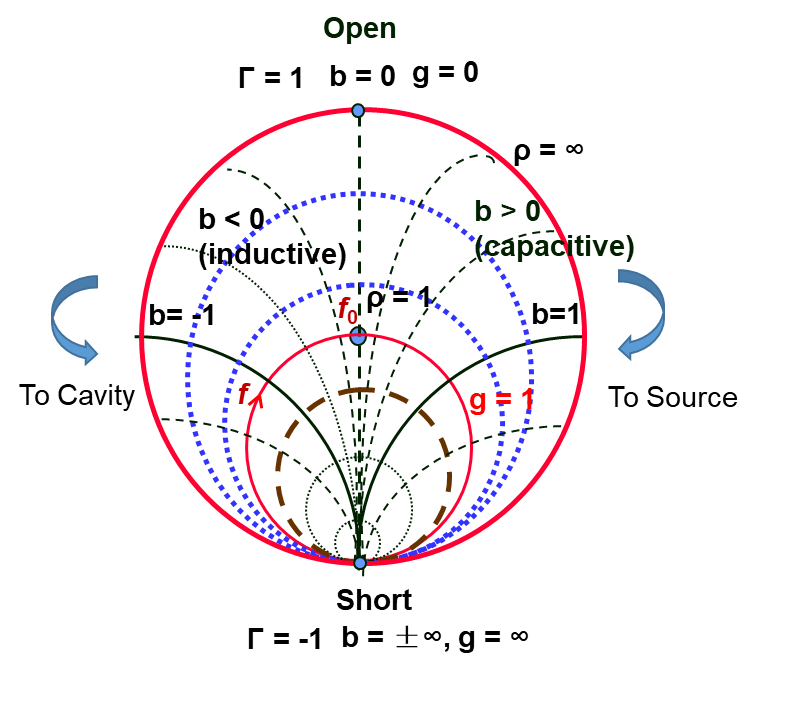 Open
Γ = 1 b = 0 g = 0
ρ = ∞
b < 0
(inductive)
b > 0
(capacitive)
f0
ρ = 1
b= -1
b=1
To Cavity
To Source
f
g = 1
Short
Γ = -1 b = ±∞, g = ∞